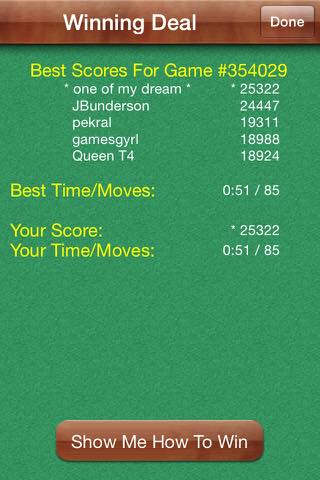 Winning Deal Done
Best Scores For Game #354029
* one of my dream * * 25322
JBunderson 24447
pekral 19311
gamesgyrl 18988
Queen T4 18924
Best Time/Moves: 0:51 / 85
Your Score: * 25322
Your Time/Moves: 0:51 / 85
Show Me How To Win